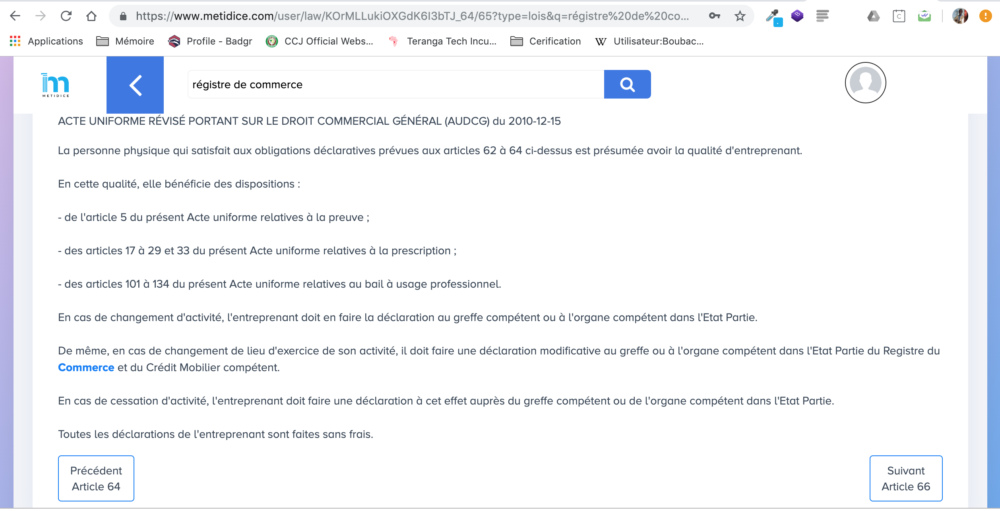 https://www.metidice.com/user/law/KOrMLLukiOXGdK6I3bTJ_64/65?type=lois&q=régistre%20de%20co...
Applications Mémoire Profile - Badgr CCJ Official Webs... Teranga Tech Incu... Cerification W Utilisateur:Boubac...
m
METIDICE
régistre de commerce
ACTE UNIFORME RÉVISÉ PORTANT SUR LE DROIT COMMERCIAL GÉNÉRAL (AUDCG) du 2010-12-15
La personne physique qui satisfait aux obligations déclaratives prévues aux articles 62 à 64 ci-dessus est présumée avoir la qualité d'entreprenant.
En cette qualité, elle bénéficie des dispositions :
- de l'article 5 du présent Acte uniforme relatives à la preuve ;
- des articles 17 à 29 et 33 du présent Acte uniforme relatives à la prescription ;
- des articles 101 à 134 du présent Acte uniforme relatives au bail à usage professionnel.
En cas de changement d'activité, l'entreprenant doit en faire la déclaration au greffe compétent ou à l'organe compétent dans l'Etat Partie.
De même, en cas de changement de lieu d'exercice de son activité, il doit faire une déclaration modificative au greffe ou à l'organe compétent dans l'Etat Partie du Registre du
Commerce et du Crédit Mobilier compétent.
En cas de cessation d'activité, l'entreprenant doit faire une déclaration à cet effet auprès du greffe compétent ou de l'organe compétent dans l'Etat Partie.
Toutes les déclarations de l'entreprenant sont faites sans frais.
Précédent
Article 64
Suivant
Article 66